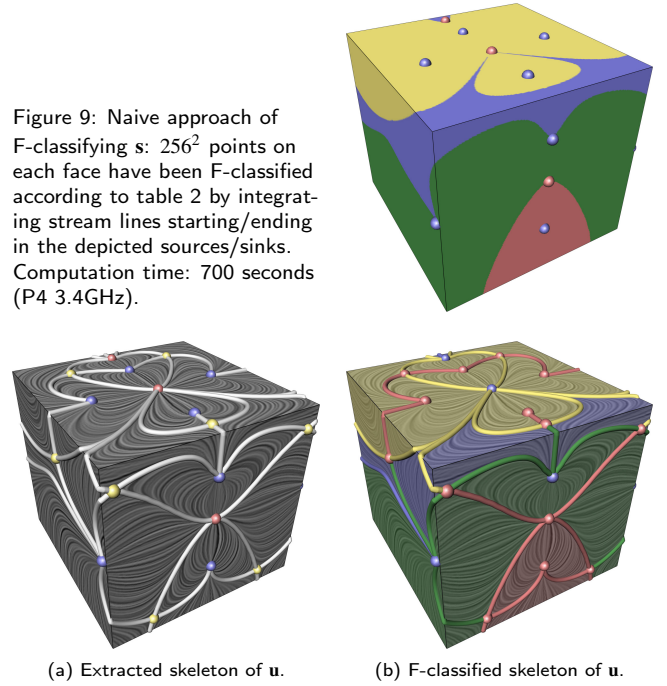 Figure 9: Naive approach of
F-classifying s: 256² points on
each face have been F-classified
according to table 2 by integrat-
ing stream lines starting/ending
in the depicted sources/sinks.
Computation time: 700 seconds
(P4 3.4GHz).
(a) Extracted skeleton of u.
(b) F-classified skeleton of u.